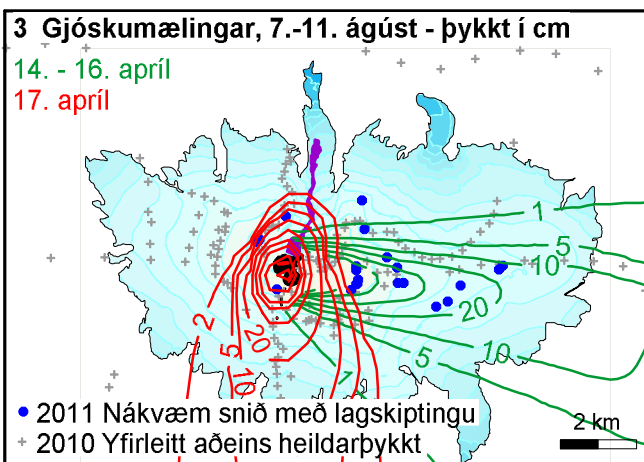 3 Gjóskumælingar, 7.-11. ágúst - þykkt í cm
14. - 16. apríl
17. apríl
1
5
10
20
2
5
20
10
10
5
1
2011 Nákvæm snið með lagskiptingu
2010 Yfirleitt aðeins heildarþykkt
2 km